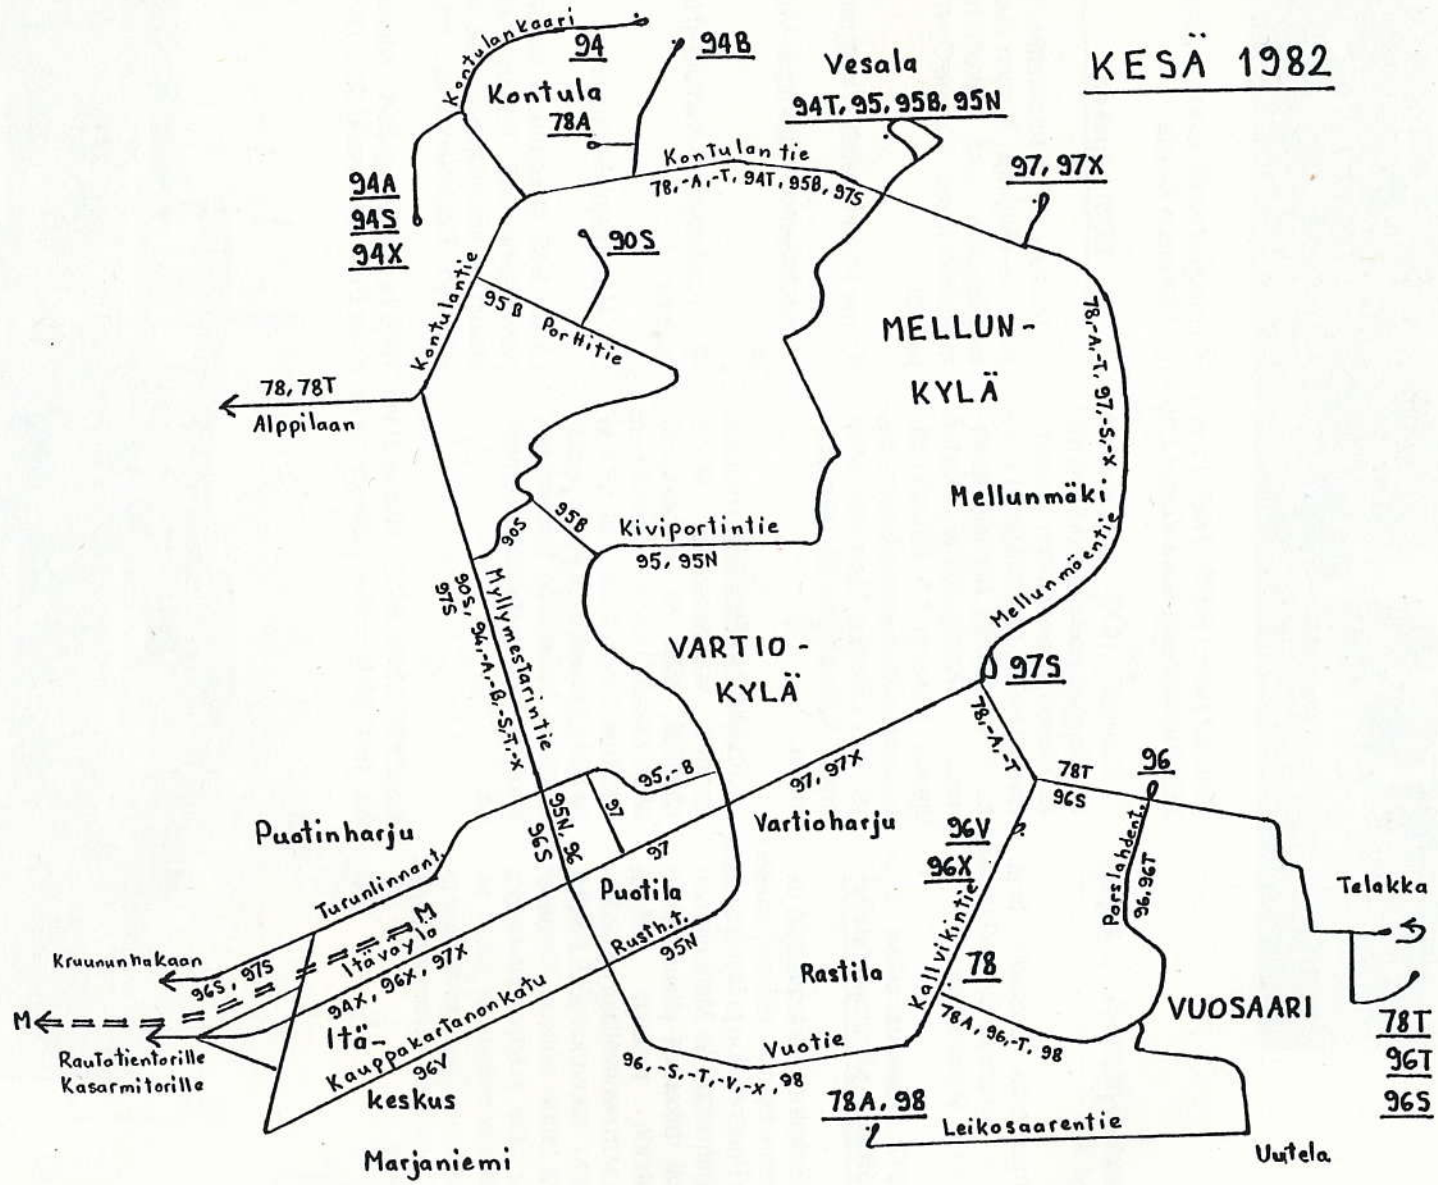 KESÄ 1982
Kontulankaari
94
94B
Kontula
78A
Vesala
94T, 95, 95B, 95N
Kontulantie
78,-A,-T, 94T, 95B, 97S
97, 97X
94A
94S
94X
90S
Kontulantie
95B Porttitie
MELLUN-
KYLÄ
78,-A,-T, 97,-S,-X
78, 78T
Alppilaan
Mellunmäki
Mellunmäentie
90S
95B
Kiviportintie
95, 95N
Myllymestarintie
90S, 94,-A,-B,-S,-T,-X
97S
VARTIO-
KYLÄ
97S
78,-A,-T
95,-B
97, 97X
78T
96S
96
97
95N, 96
96S
97
Vartioharju
96V
96X
Puotinharju
Puotila
Porslahdent.
96,96T
Telakka
Turunlinnant.
M
Itäväylä
Rusth.t.
95N
Kallvikintie
Kruununhakaan
96S, 97S
94X, 96X, 97X
Rastila
78
M
Itä-
keskus
Kauppakartanonkatu
96V
VUOSAARI
78A, 96,-T, 98
78T
96T
96S
Rautatientorille
Kasarmitorille
Vuotie
96,-S,-T,-V,-X,98
78A, 98
Leikosaarentie
Marjaniemi
Uutela